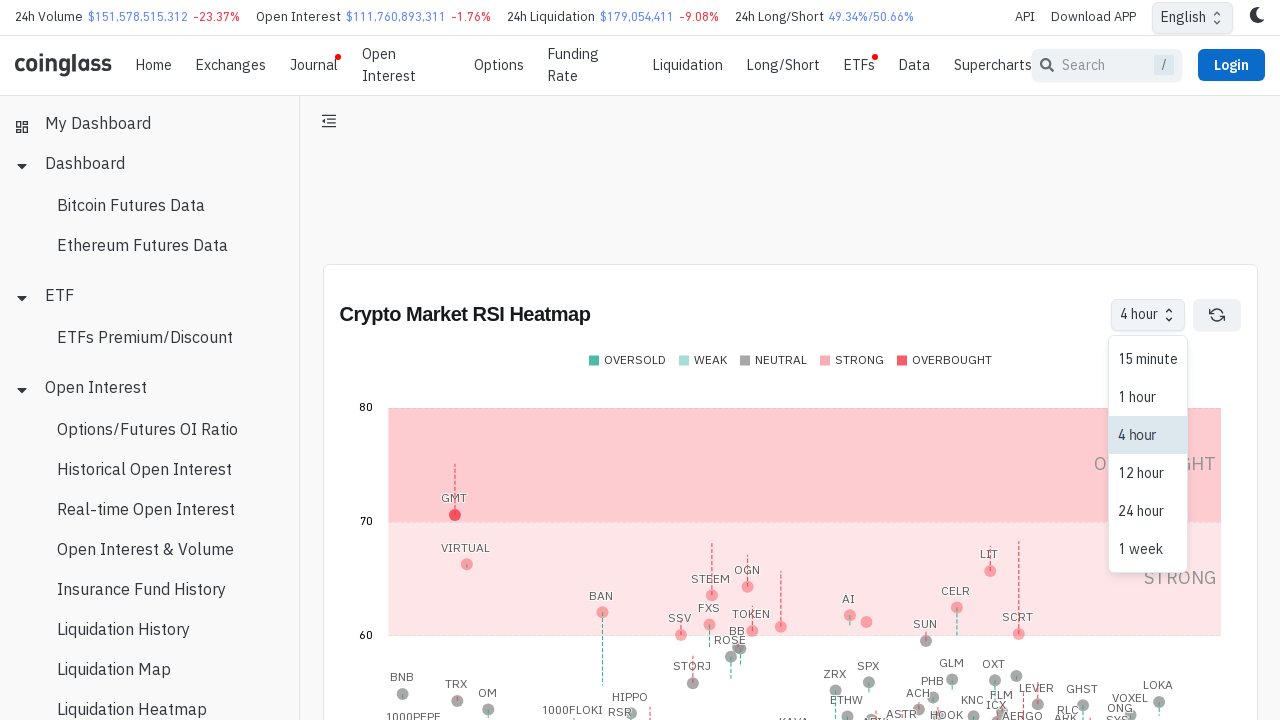 24h Volume $151,578,515,312 -23.37% Open Interest $111,760,893,311 -1.76% 24h Liquidation $179,054,411 -9.08% 24h Long/Short 49.34%/50.66% API Download APP English
coinglass Home Exchanges Journal Open Interest Options Funding Rate Liquidation Long/Short ETFs Data Supercharts Search / Login
My Dashboard
Dashboard
Bitcoin Futures Data
Ethereum Futures Data
ETF
ETFs Premium/Discount
Open Interest
Options/Futures OI Ratio
Historical Open Interest
Real-time Open Interest
Open Interest & Volume
Insurance Fund History
Liquidation History
Liquidation Map
Liquidation Heatmap
Crypto Market RSI Heatmap
4 hour
15 minute
1 hour
4 hour
12 hour
24 hour
1 week
OVERSOLD WEAK NEUTRAL STRONG OVERBOUGHT
80
GMT
70
VIRTUAL LIT
STRONG
STEEM OGN
BAN AI CELR
SSV FXS TOKEN SUN SCRT
60
BB
ROSE
BNB TRX OM STORJ ZRX SPX GLM OXT
PHB LEVER GHST LOKA
HIPPO ETHW ACH KNC FLM VOXEL
1000PEPE 1000FLOKI RSR ASTR HOOK ICX AERGO RLC ONG